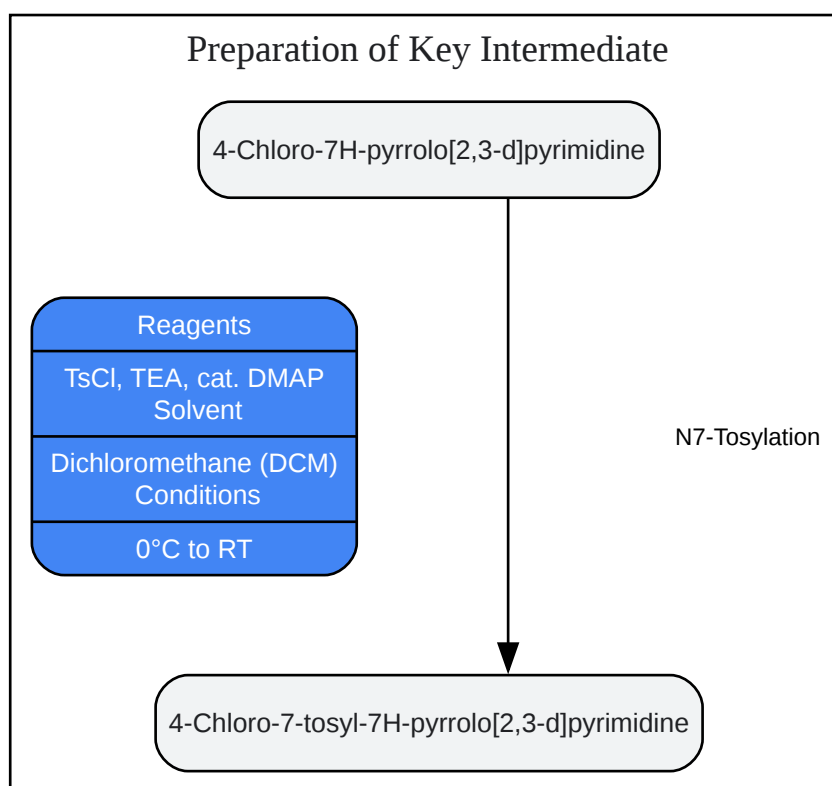 Preparation of Key Intermediate
4-Chloro-7H-pyrrolo[2,3-d]pyrimidine
Reagents
TsCl, TEA, cat. DMAP
Solvent
Dichloromethane (DCM)
Conditions
0°C to RT
N7-Tosylation
4-Chloro-7-tosyl-7H-pyrrolo[2,3-d]pyrimidine